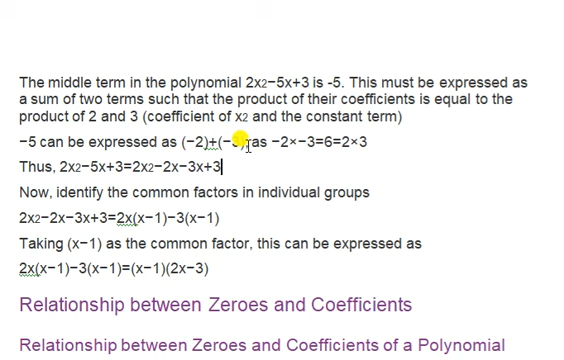 The middle term in the polynomial 2x2−5x+3 is -5. This must be expressed as
a sum of two terms such that the product of their coefficients is equal to the
product of 2 and 3 (coefficient of x2 and the constant term)
−5 can be expressed as (−2)+(−3), as −2×−3=6=2×3
Thus, 2x2−5x+3=2x2−2x−3x+3
Now, identify the common factors in individual groups
2x2−2x−3x+3=2x(x−1)−3(x−1)
Taking (x−1) as the common factor, this can be expressed as
2x(x−1)−3(x−1)=(x−1)(2x−3)
Relationship between Zeroes and Coefficients
Relationship between Zeroes and Coefficients of a Polynomial